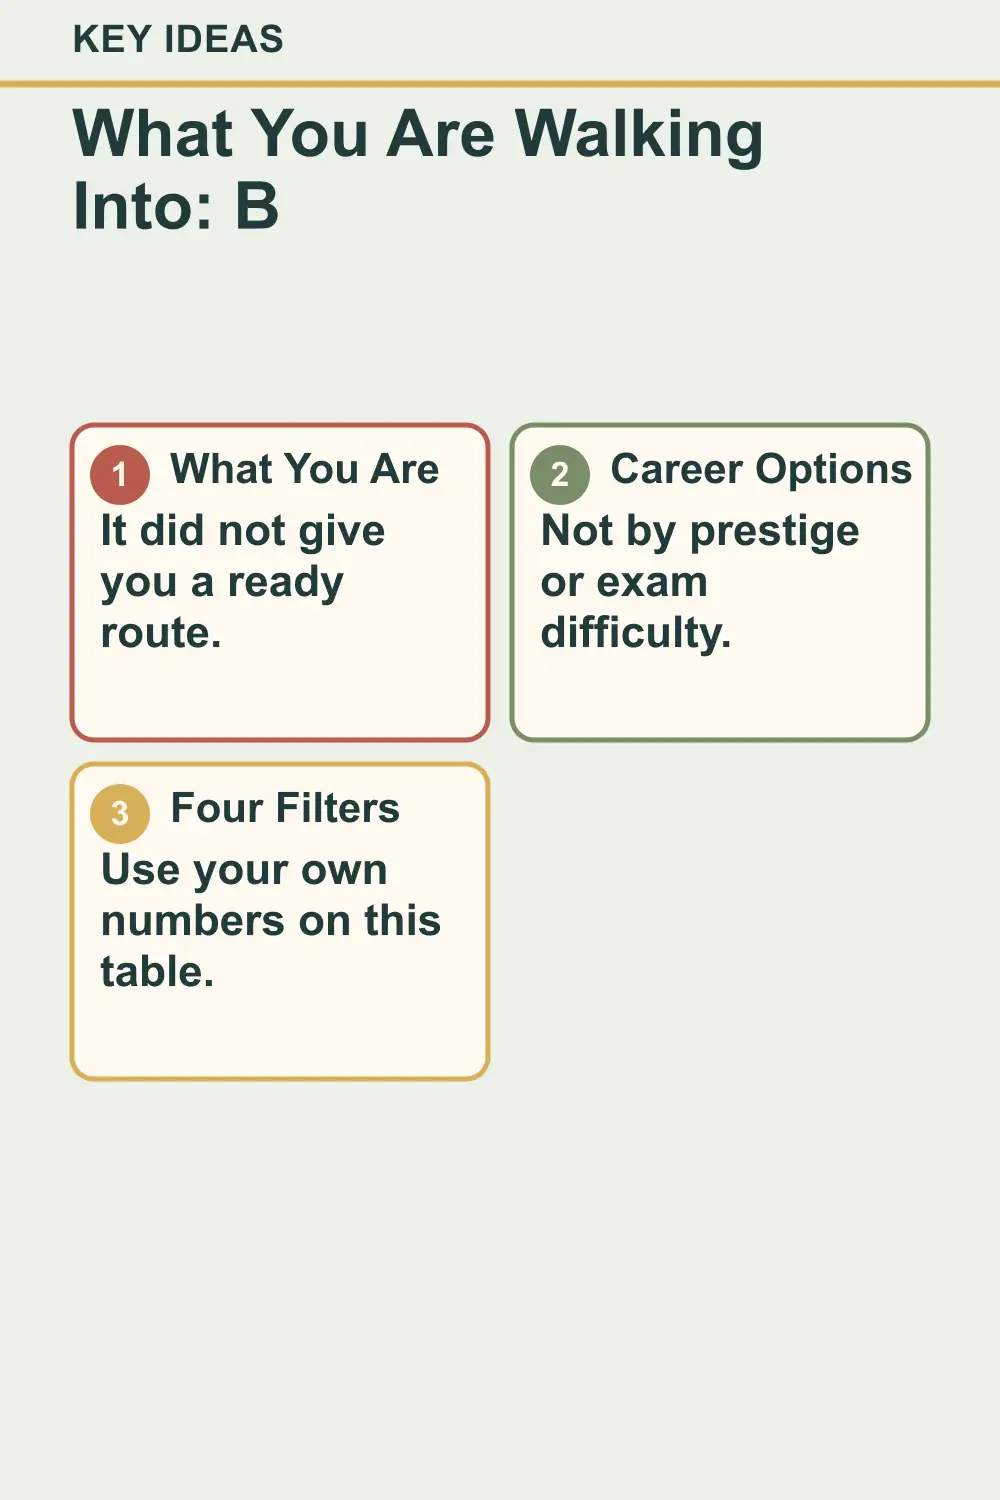 KEY IDEAS
What You Are Walking
Into: B
1 What You Are
It did not give
you a ready
route.
2 Career Options
Not by prestige
or exam
difficulty.
3 Four Filters
Use your own
numbers on this
table.